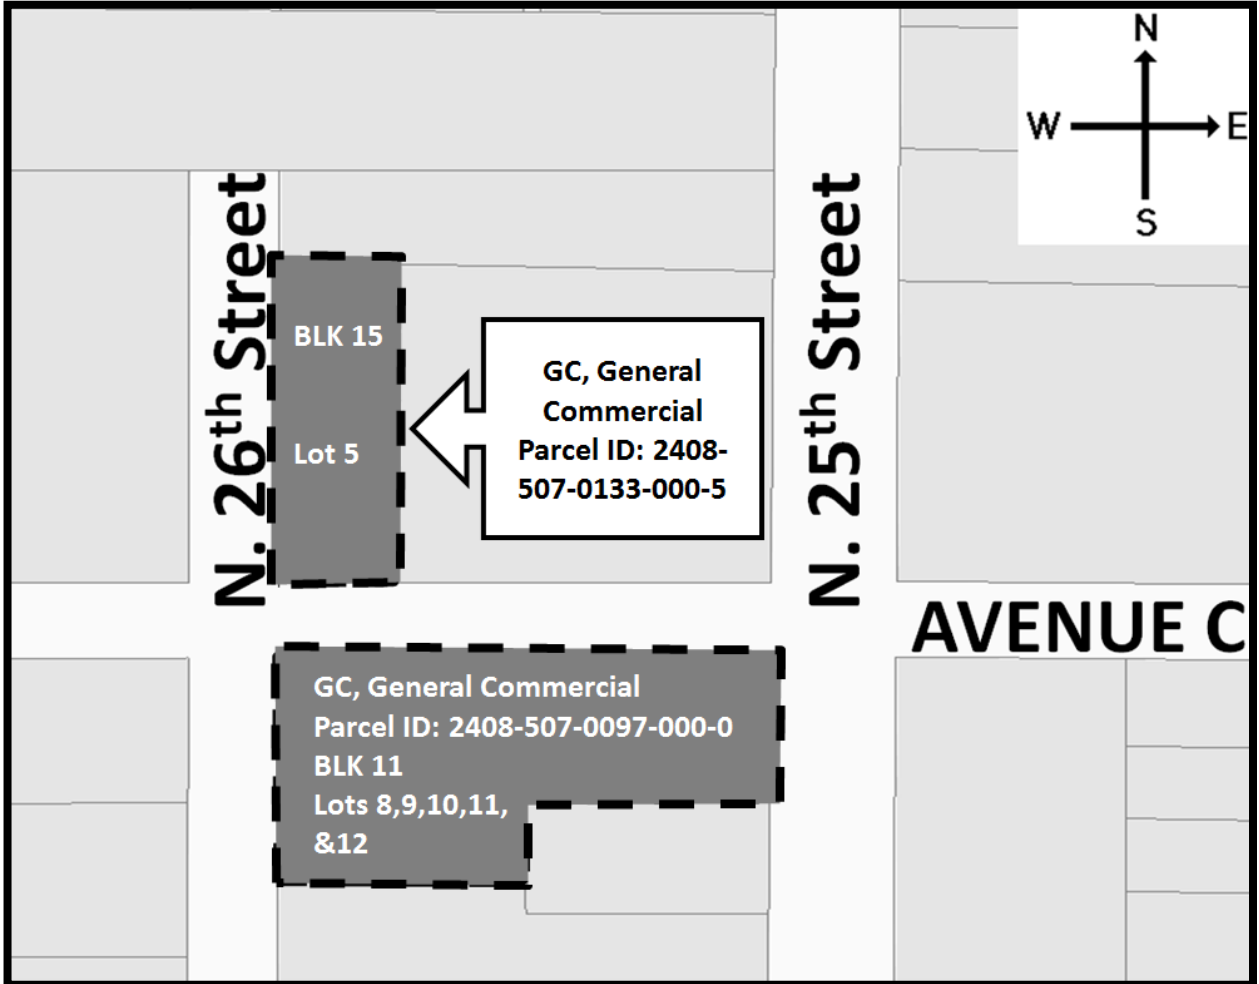 N
W E
S
N. 26th Street
N. 25th Street
BLK 15
Lot 5
GC, General
Commercial
Parcel ID: 2408-
507-0133-000-5
AVENUE C
GC, General Commercial
Parcel ID: 2408-507-0097-000-0
BLK 11
Lots 8,9,10,11,
&12